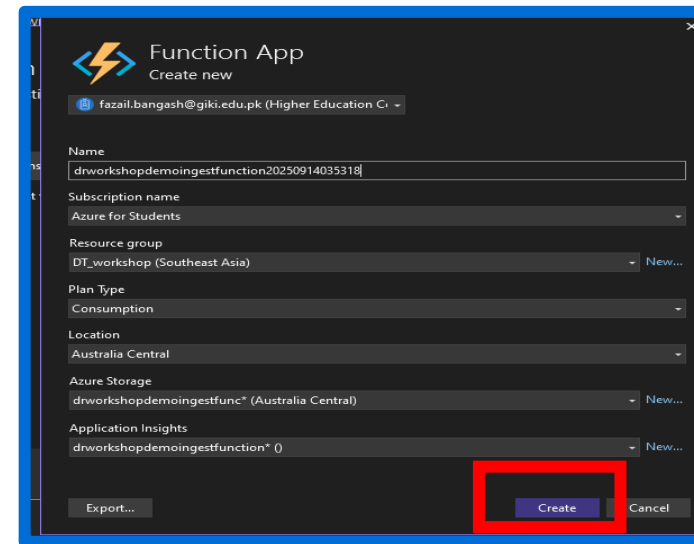 Function App
Create new
fazail.bangash@giki.edu.pk (Higher Education C
Name
drworkshopdemoingestfunction20250914035318
Subscription name
Azure for Students
Resource group
DT_workshop (Southeast Asia)
New...
Plan Type
Consumption
Location
Australia Central
Azure Storage
drworkshopdemoingestfunc* (Australia Central)
New...
Application Insights
drworkshopdemoingestfunction* ()
New...
Export...
Create
Cancel